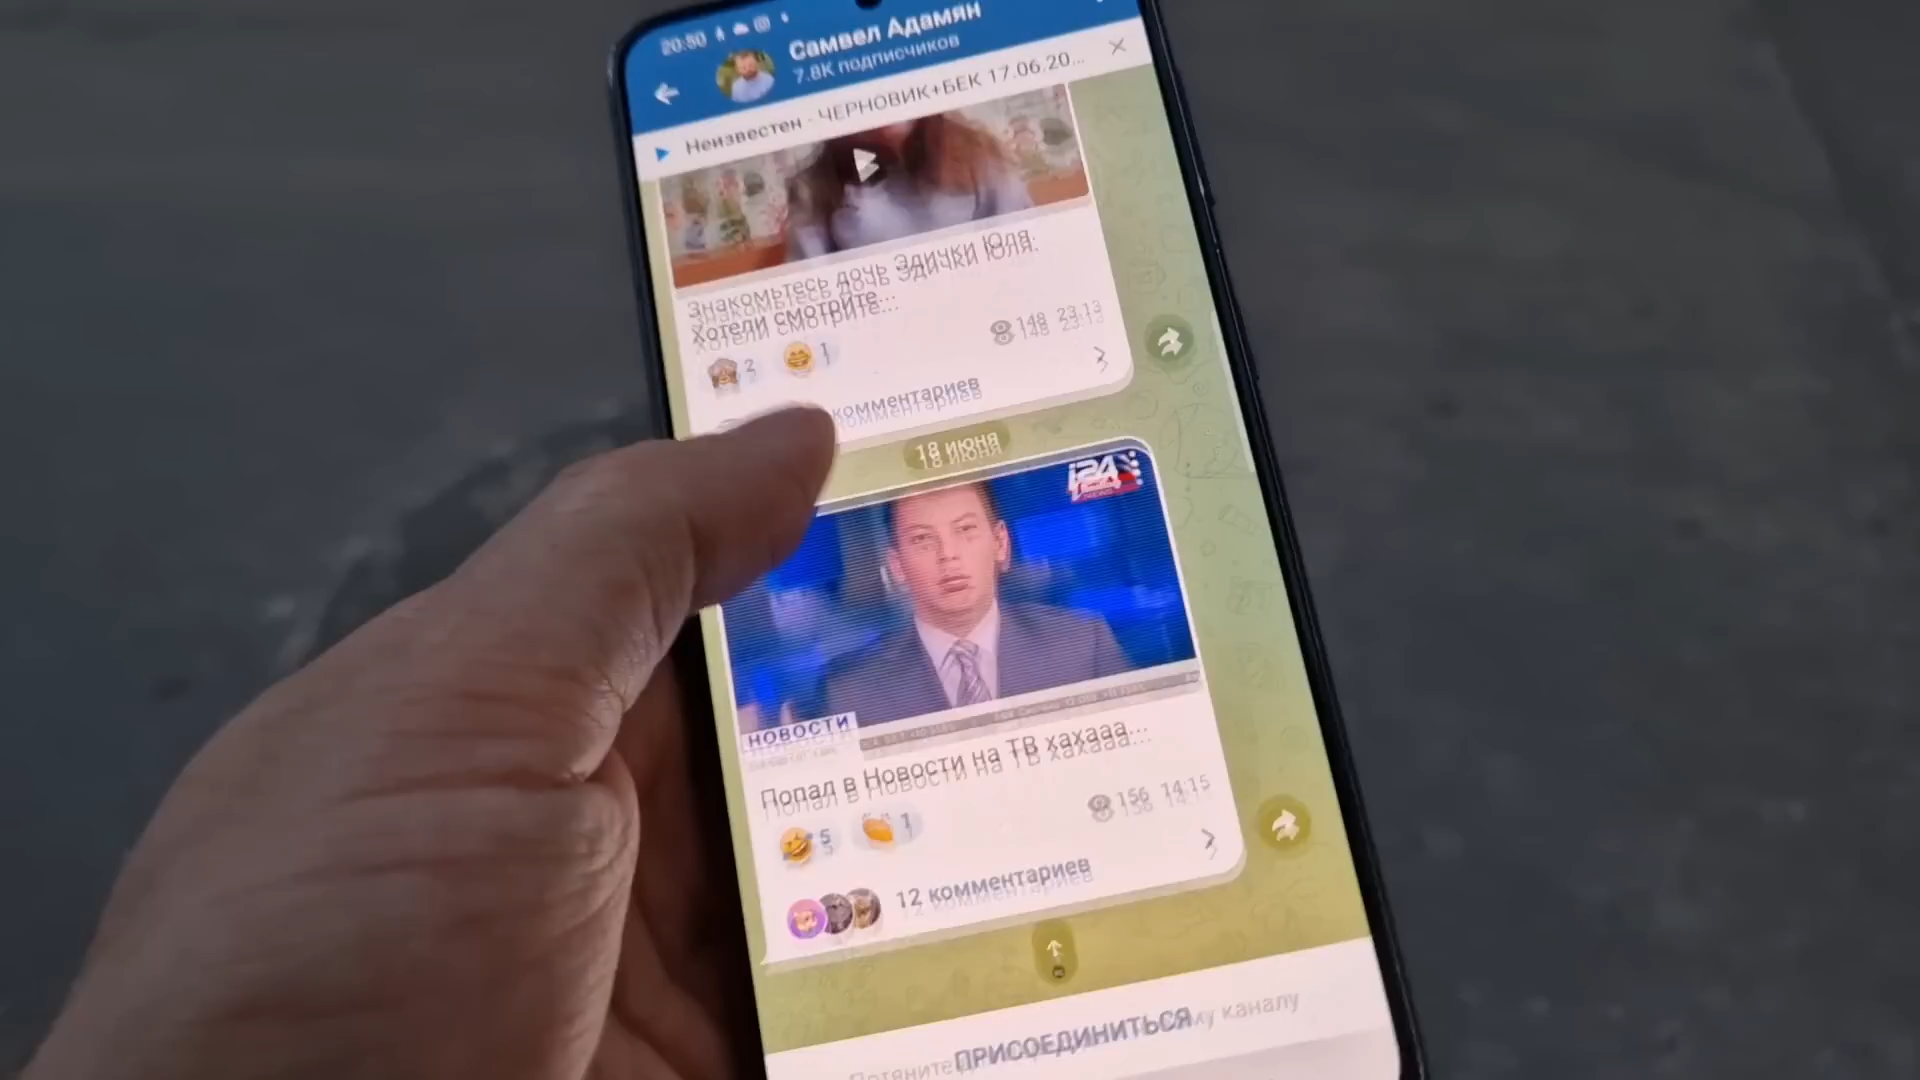 20:50
Самвел Адамян
7.8K подписчиков
Неизвестен - ЧЕРНОВИК+БЕК 17.06.20...
Знакомьтесь дочь Эдички Юля.
Хотели смотрите...
148 23:13
2 1
комментариев
18 июня
i24
NEWS
НОВОСТИ
Попал в Новости на ТВ хахааа...
156 14:15
5 1
12 комментариев
ПРИСОЕДИНИТЬСЯ
Потяните каналу